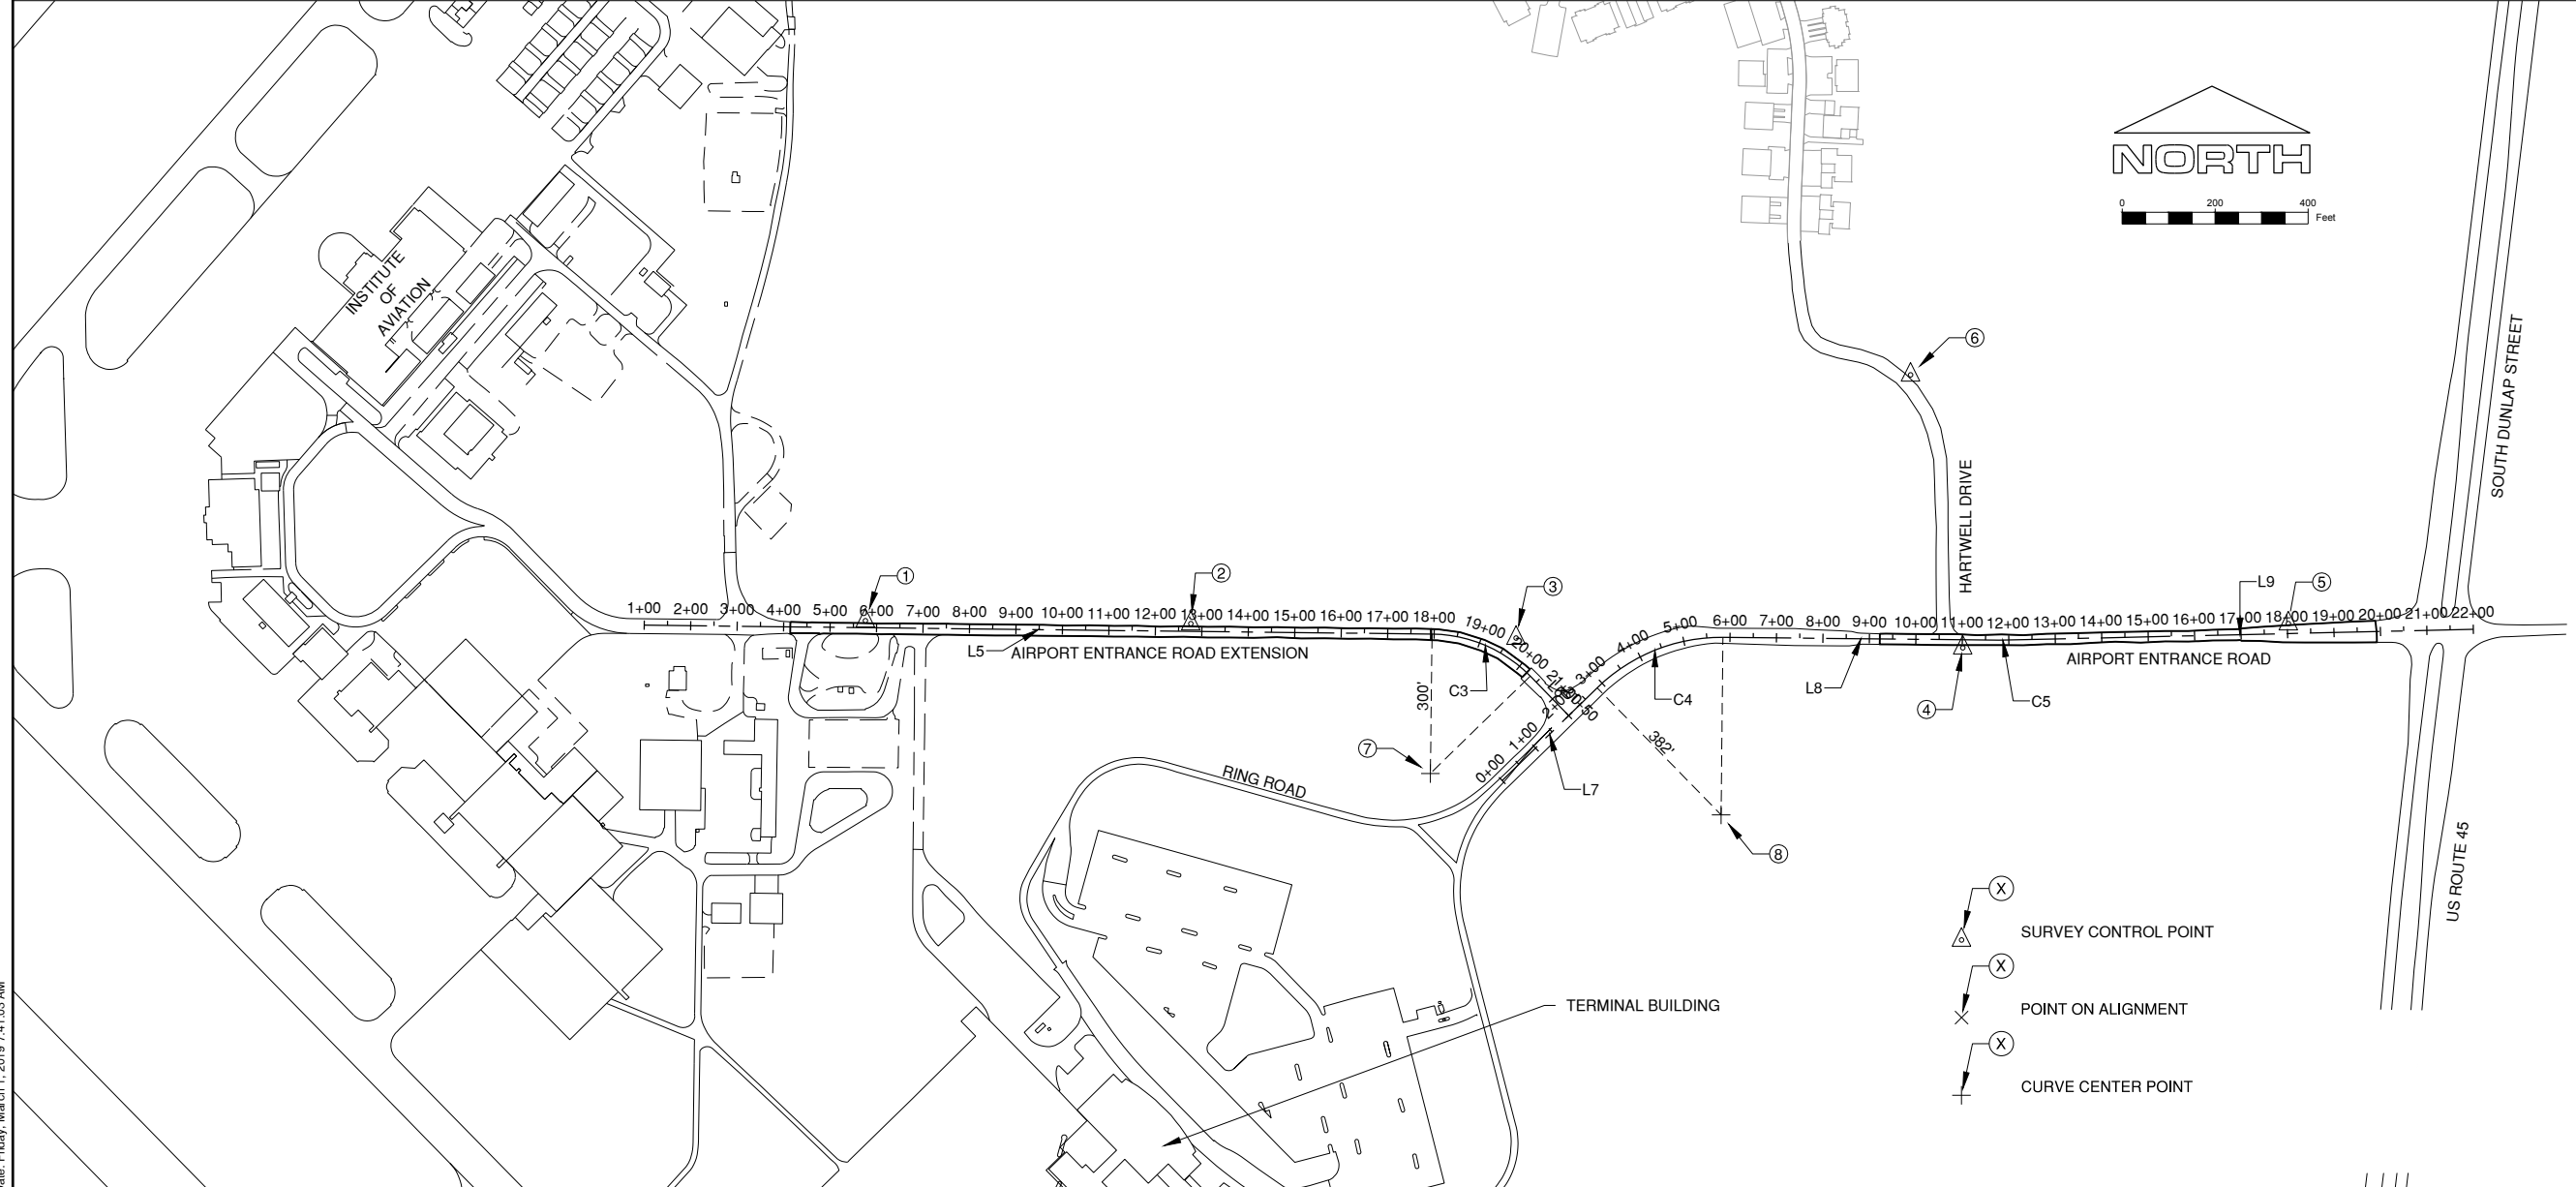 NORTH
0 200 400
Feet
INSTITUTE
OF
AVIATION
SOUTH DUNLAP STREET
6
HARTWELL DRIVE
1
2
3
L9
5
1+00 2+00 3+00 4+00 5+00 6+00 7+00 8+00 9+00 10+00 11+00 12+00 13+00 14+00 15+00 16+00 17+00 18+00 19+00 20+00
0+00 1+00 2+00 3+00 4+00 5+00 6+00 7+00 8+00 9+00 10+00 11+00 12+00 13+00 14+00 15+00 16+00 17+00 18+00 19+00 20+00 21+00 22+00
L5
AIRPORT ENTRANCE ROAD EXTENSION
AIRPORT ENTRANCE ROAD
C3
300'
C4
L8
4
C5
7
382'
L7
RING ROAD
8
US ROUTE 45
X
SURVEY CONTROL POINT
X
POINT ON ALIGNMENT
X
CURVE CENTER POINT
TERMINAL BUILDING